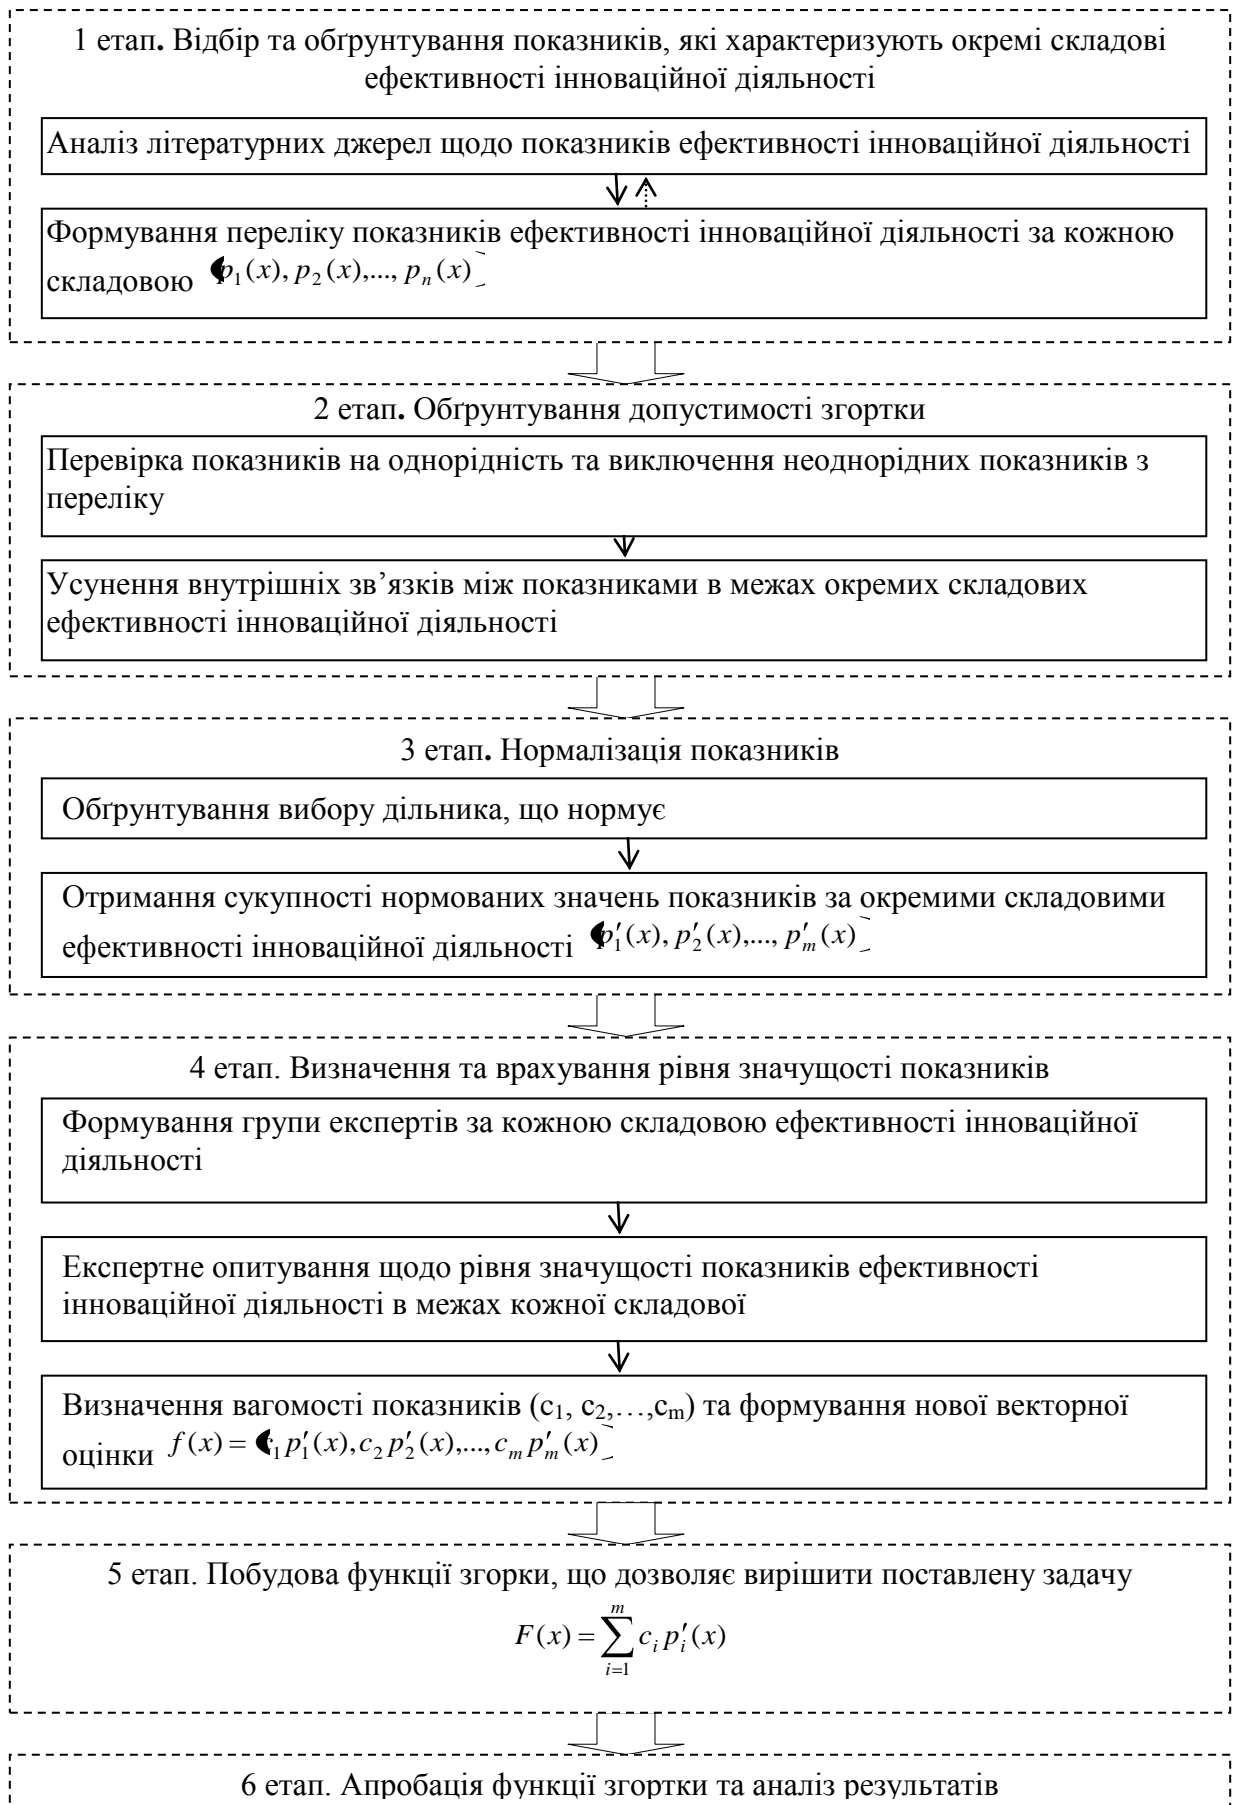 1 етап. Відбір та обґрунтування показників, які характеризують окремі складові
ефективності інноваційної діяльності
Аналіз літературних джерел щодо показників ефективності інноваційної діяльності
Формування переліку показників ефективності інноваційної діяльності за кожною
складовою (p₁(x), p₂(x),..., pₙ(x))
2 етап. Обґрунтування допустимості згортки
Перевірка показників на однорідність та виключення неоднорідних показників з
переліку
Усунення внутрішніх зв’язків між показниками в межах окремих складових
ефективності інноваційної діяльності
3 етап. Нормалізація показників
Обґрунтування вибору дільника, що нормує
Отримання сукупності нормованих значень показників за окремими складовими
ефективності інноваційної діяльності (p′₁(x), p′₂(x),..., p′ₘ(x))
4 етап. Визначення та врахування рівня значущості показників
Формування групи експертів за кожною складовою ефективності інноваційної
діяльності
Експертне опитування щодо рівня значущості показників ефективності
інноваційної діяльності в межах кожної складової
Визначення вагомості показників (c₁, c₂,…,cₘ) та формування нової векторної
оцінки f(x) = (c₁p′₁(x), c₂p′₂(x),..., cₘp′ₘ(x))
5 етап. Побудова функції згорки, що дозволяє вирішити поставлену задачу
F(x) = ∑ᵢ₌₁ᵐ cᵢp′ᵢ(x)
6 етап. Апробація функції згортки та аналіз результатів